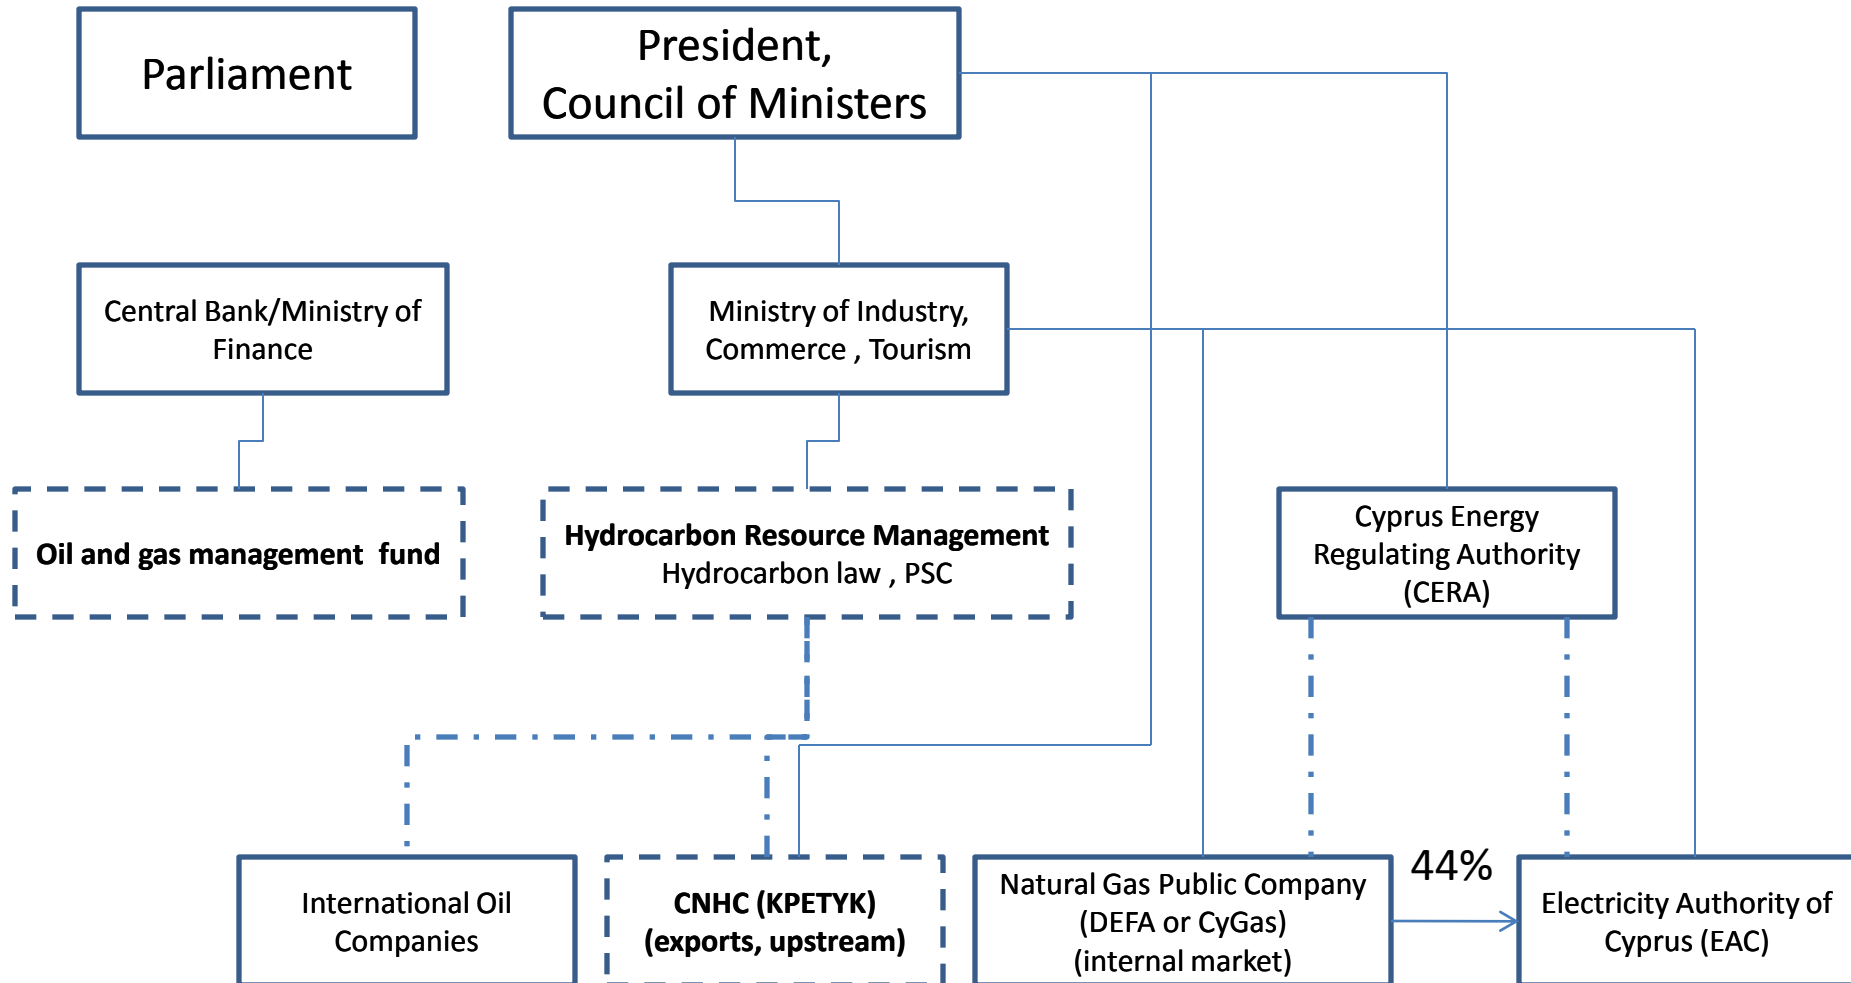 Parliament
President,
Council of Ministers
Central Bank/Ministry of
Finance
Ministry of Industry,
Commerce , Tourism
Oil and gas management  fund
Hydrocarbon Resource Management
Hydrocarbon law , PSC
Cyprus Energy
Regulating Authority
(CERA)
International Oil
Companies
CNHC (KPETYK)
(exports, upstream)
Natural Gas Public Company
(DEFA or CyGas)
(internal market)
44%
Electricity Authority of
Cyprus (EAC)